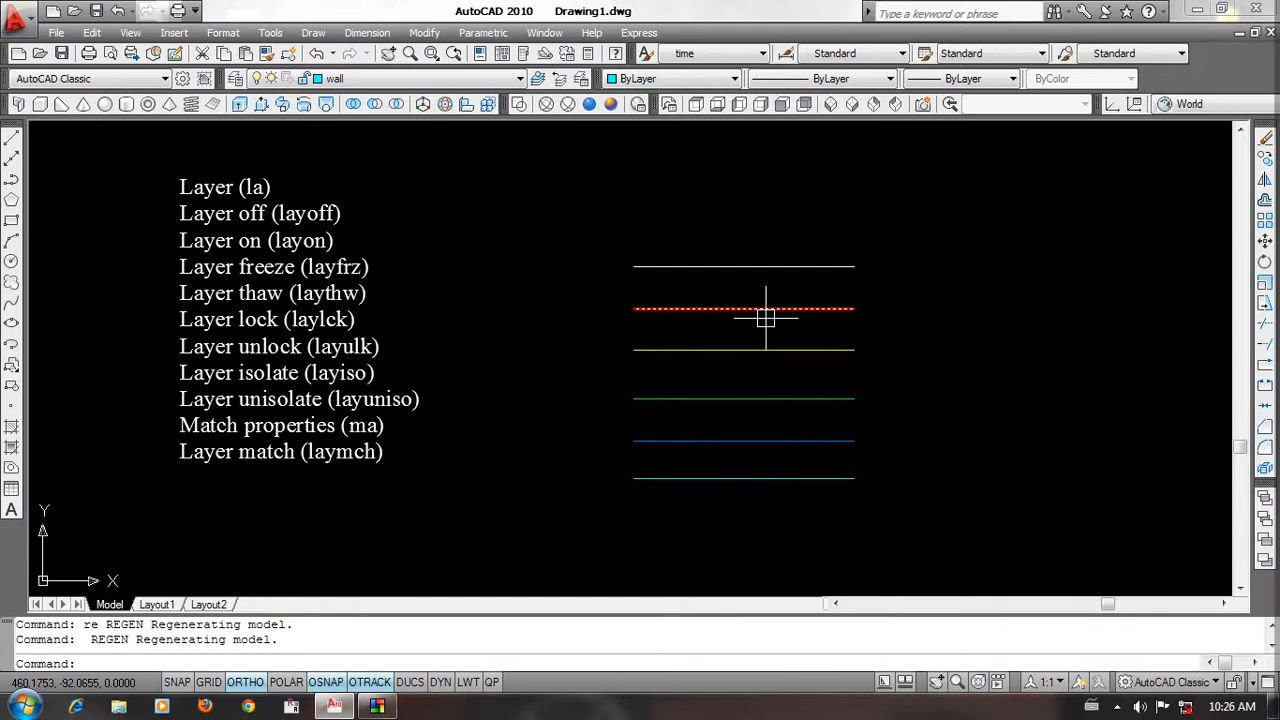 AutoCAD 2010 Drawing1.dwg
Type a keyword or phrase
File Edit View Insert Format Tools Draw Dimension Modify Parametric Window Help Express
time Standard Standard Standard
AutoCAD Classic wall ByLayer ByLayer ByLayer ByColor
World
Layer (la)
Layer off (layoff)
Layer on (layon)
Layer freeze (layfrz)
Layer thaw (laythw)
Layer lock (laylck)
Layer unlock (layulk)
Layer isolate (layiso)
Layer unisolate (layuniso)
Match properties (ma)
Layer match (laymch)
Y
X
Model Layout1 Layout2
Command: re REGEN Regenerating model.
Command: REGEN Regenerating model.
Command:
460.1753, -92.0655, 0.0000 SNAP GRID ORTHO POLAR OSNAP OTRACK DUCS DYN LWT QP 1:1 AutoCAD Classic
10:26 AM